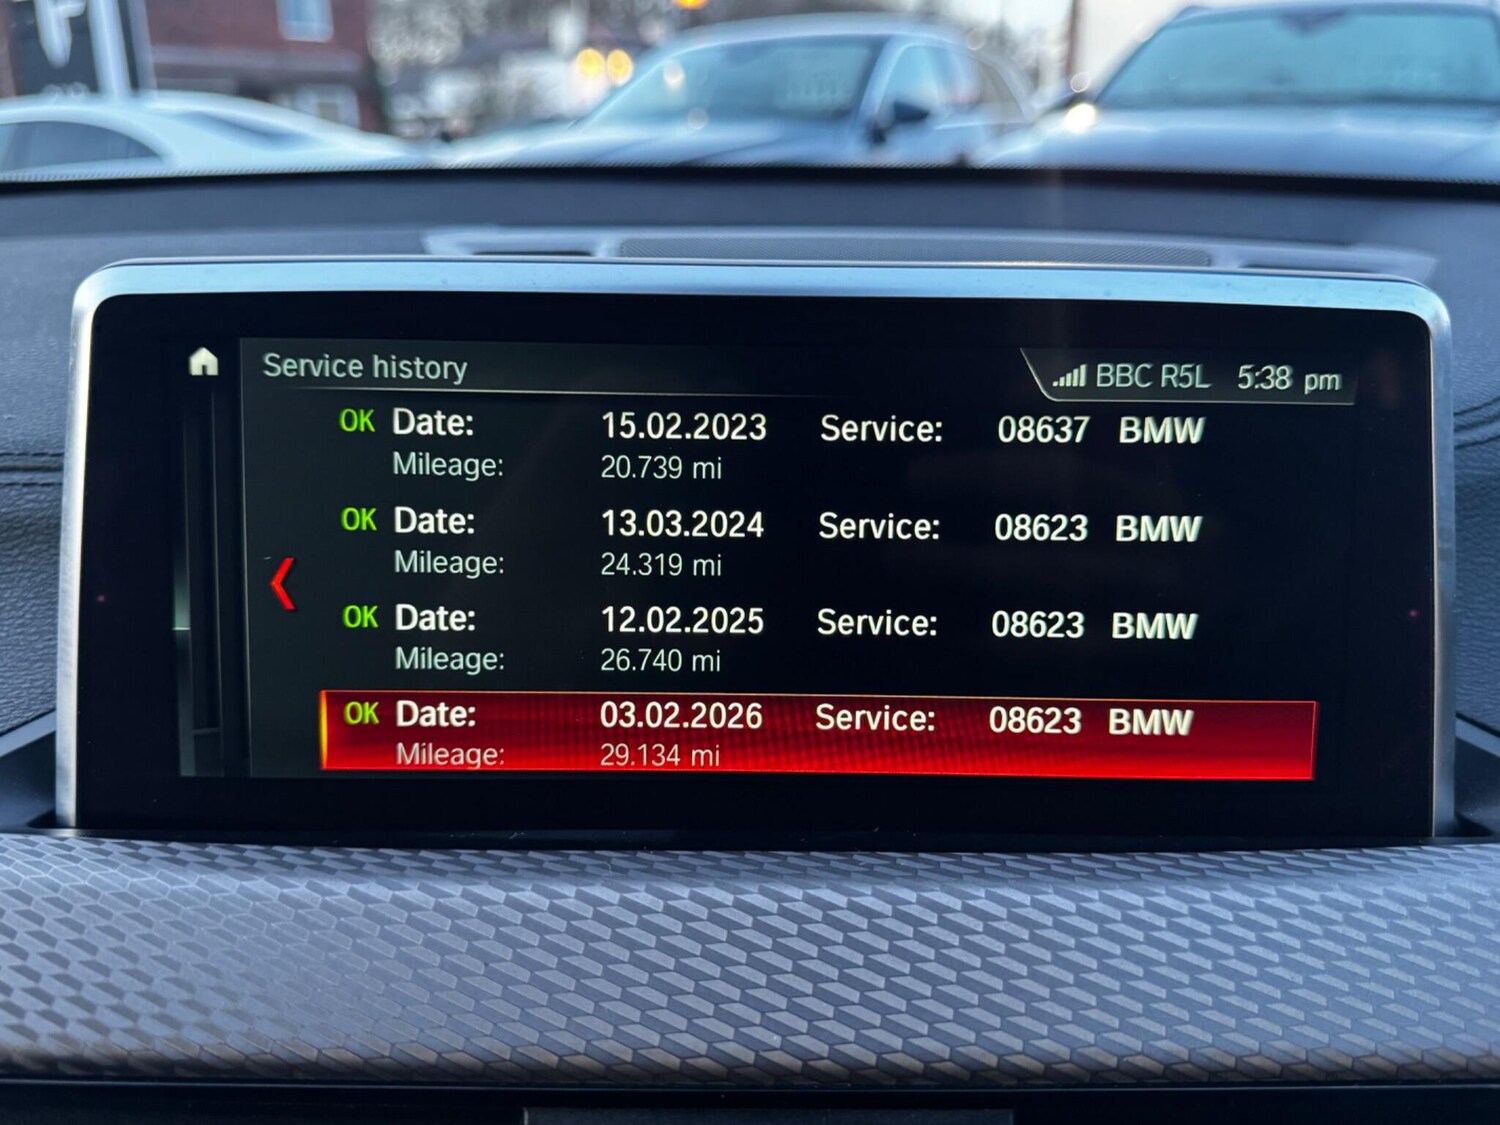 Service history
BBC R5L 5:38 pm
OK Date: 15.02.2023 Service: 08637 BMW
Mileage: 20.739 mi
OK Date: 13.03.2024 Service: 08623 BMW
Mileage: 24.319 mi
OK Date: 12.02.2025 Service: 08623 BMW
Mileage: 26.740 mi
OK Date: 03.02.2026 Service: 08623 BMW
Mileage: 29.134 mi